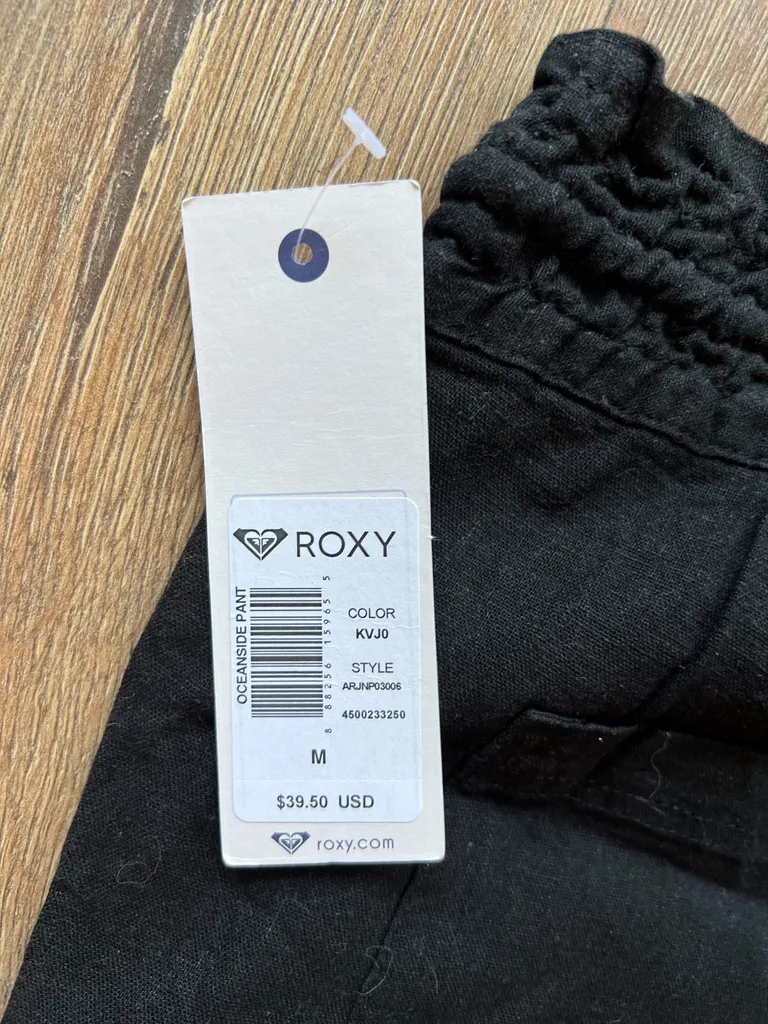 ROXY
OCEANSIDE PANT
8 88256 15965 5
COLOR
KVJ0
STYLE
ARJNP03006
4500233250
M
$39.50 USD
roxy.com